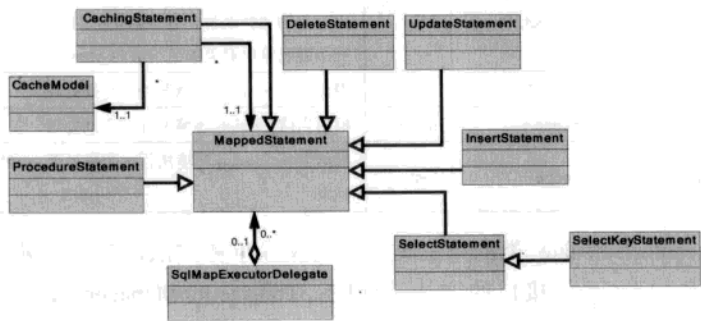 CachingStatement
DeleteStatement
UpdateStatement
*
*
CacheModel
1..1
1..1
MappedStatement
InsertStatement
ProcedureStatement
0..1
0..*
SelectStatement
SelectKeyStatement
SqlMapExecutorDelegate